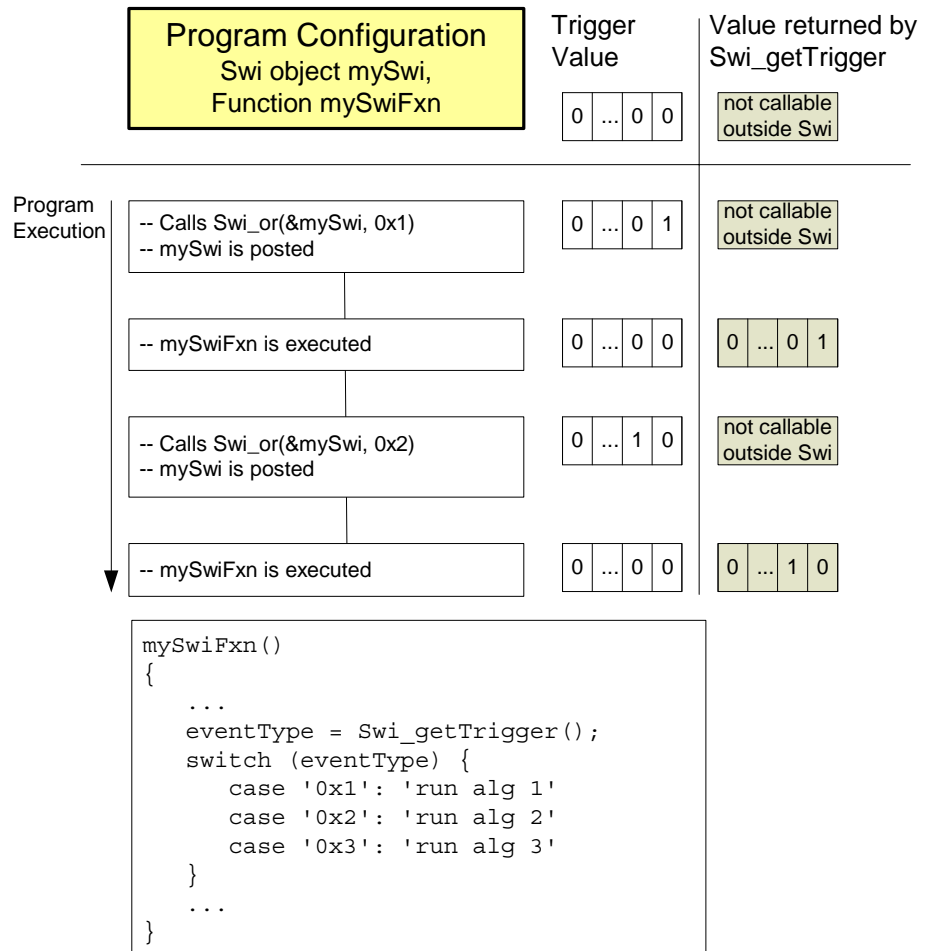 Program Configuration
Swi object mySwi,
Function mySwiFxn
Trigger
Value
Value returned by
Swi_getTrigger
0 ... 0 0
not callable
outside Swi
Program
Execution
-- Calls Swi_or(&mySwi, 0x1)
-- mySwi is posted
0 ... 0 1
not callable
outside Swi
-- mySwiFxn is executed
0 ... 0 0
0 ... 0 1
-- Calls Swi_or(&mySwi, 0x2)
-- mySwi is posted
0 ... 1 0
not callable
outside Swi
-- mySwiFxn is executed
0 ... 0 0
0 ... 1 0
mySwiFxn()
{
...
eventType = Swi_getTrigger();
switch (eventType) {
case '0x1': 'run alg 1'
case '0x2': 'run alg 2'
case '0x3': 'run alg 3'
}
...
}